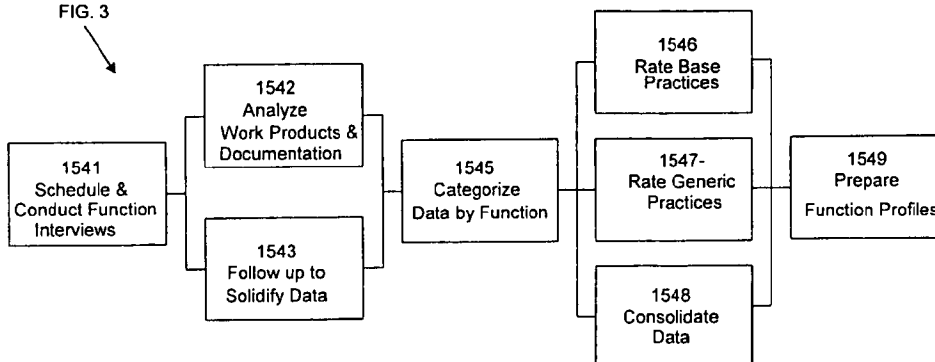 FIG. 3
1541
Schedule &
Conduct Function
Interviews
1542
Analyze
Work Products &
Documentation
1543
Follow up to
Solidify Data
1545
Categorize
Data by Function
1546
Rate Base
Practices
1547-
Rate Generic
Practices
1548
Consolidate
Data
1549
Prepare
Function Profiles